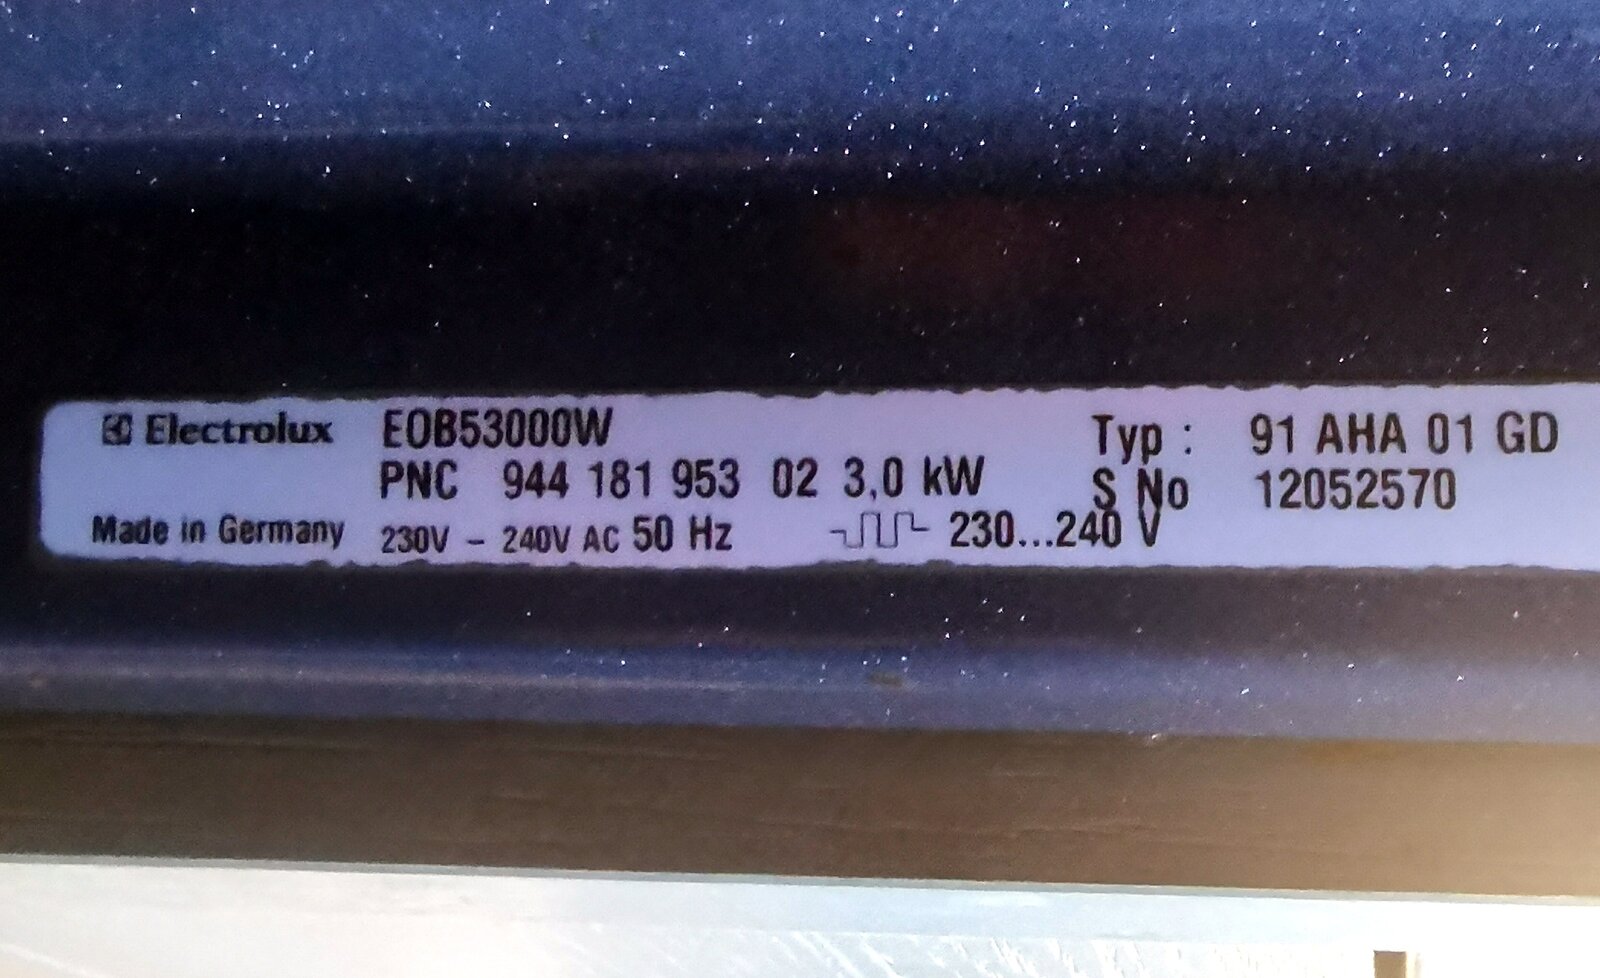 Electrolux EOB53000W Typ : 91 AHA 01 GD
PNC 944 181 953 02 3,0 kW S No 12052570
Made in Germany 230V - 240V AC 50 Hz 230...240 V